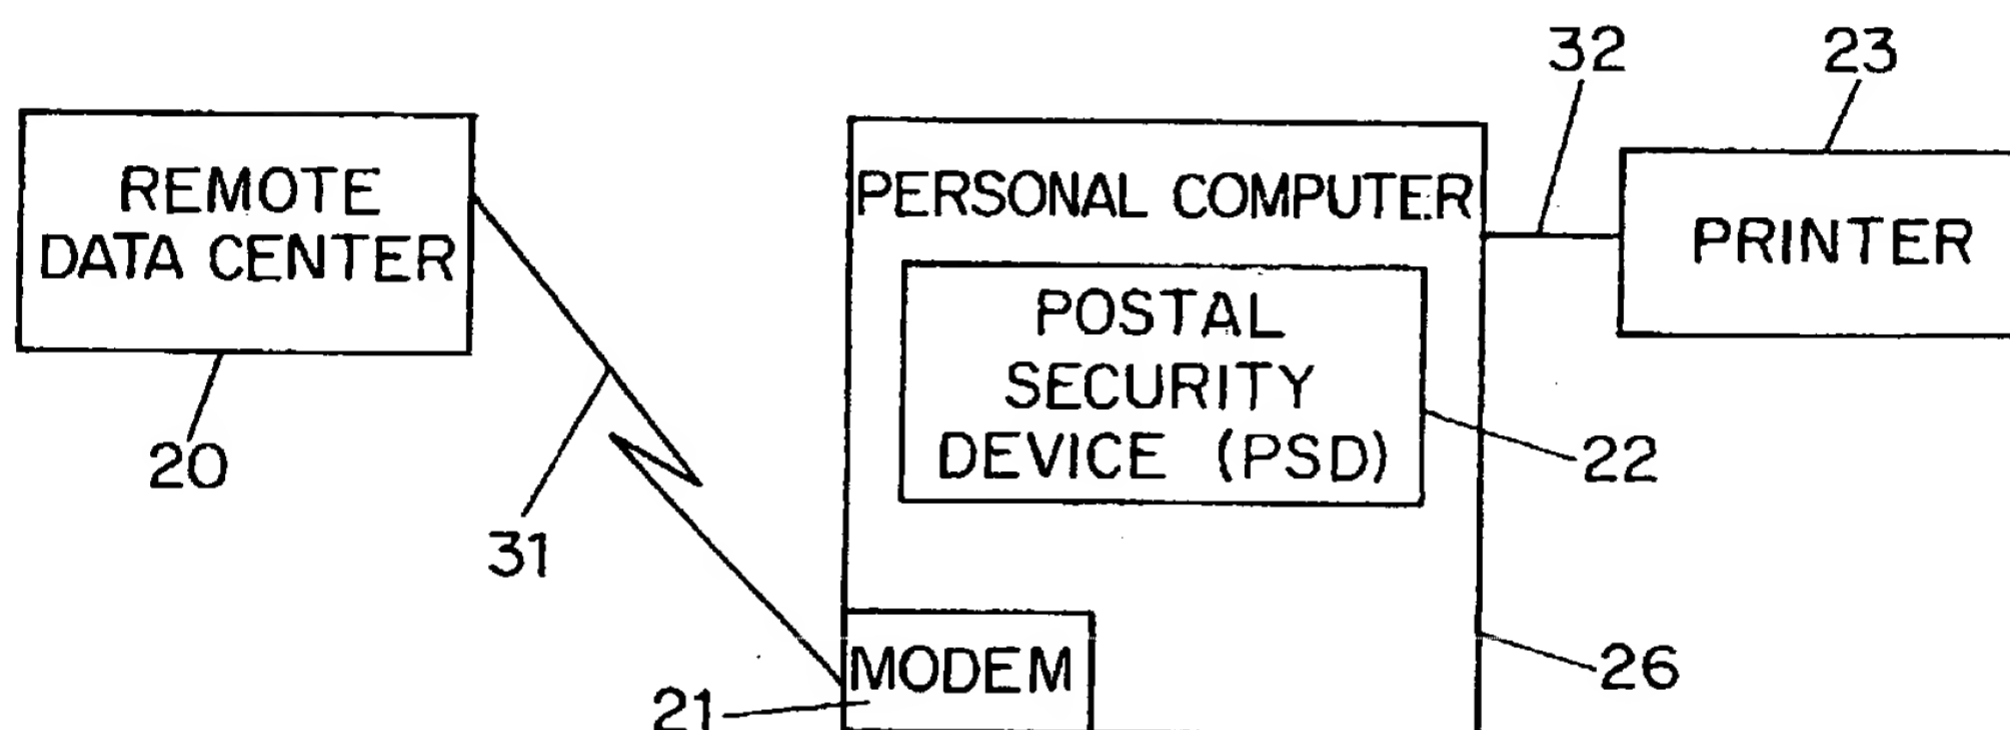 32
23
REMOTE
DATA CENTER
PERSONAL COMPUTER
PRINTER
POSTAL
SECURITY
DEVICE (PSD)
20
22
31
MODEM
26
21